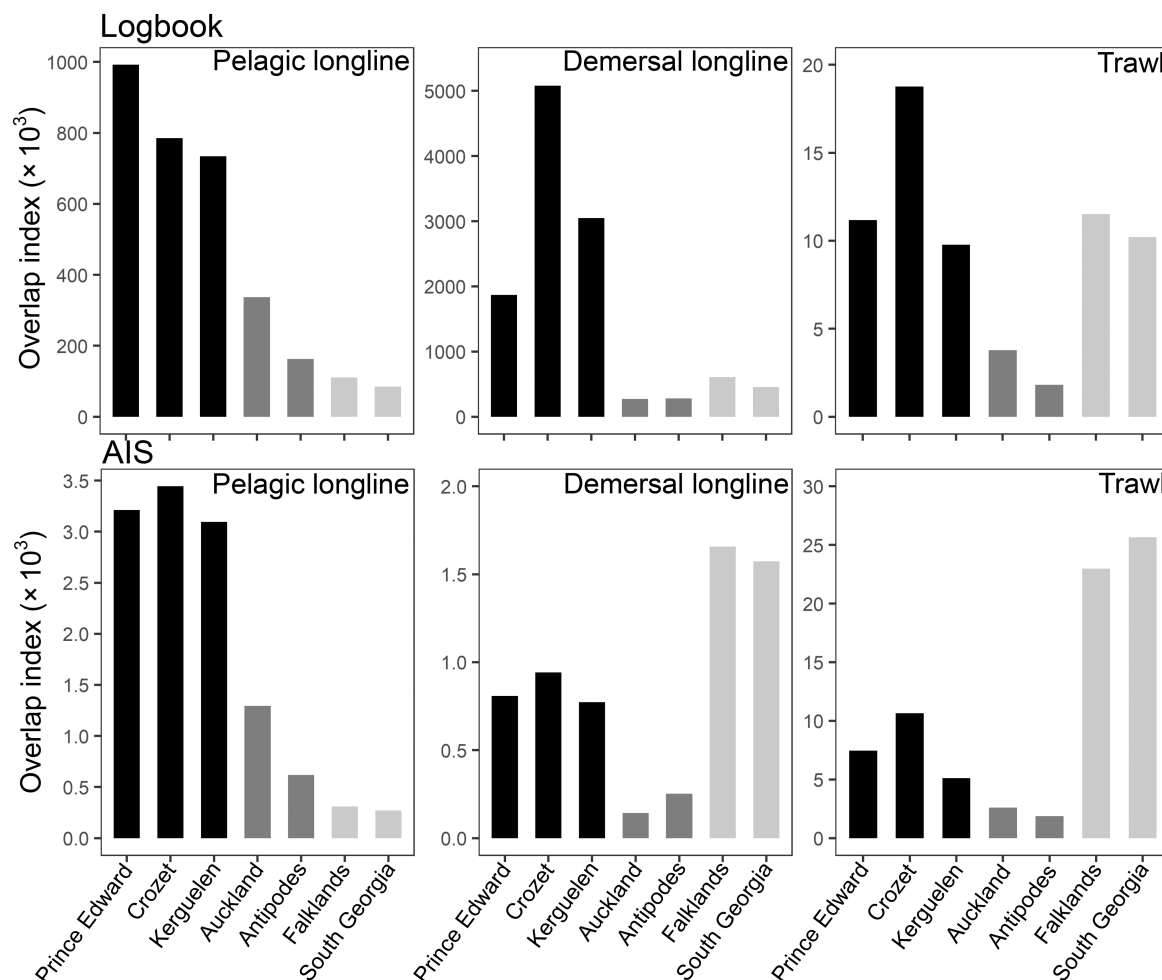 Logbook
Pelagic longline
Demersal longline
Trawl
Overlap index (× 10³)
1000
800
600
400
200
0
5000
4000
3000
2000
1000
0
20
15
10
5
0
AIS
Pelagic longline
Demersal longline
Trawl
Overlap index (× 10³)
3.5
3.0
2.5
2.0
1.5
1.0
0.5
0.0
2.0
1.5
1.0
0.5
0.0
30
25
20
15
10
5
0
Prince Edward
Crozet
Kerguelen
Auckland
Antipodes
Falklands
South Georgia
Prince Edward
Crozet
Kerguelen
Auckland
Antipodes
Falklands
South Georgia
Prince Edward
Crozet
Kerguelen
Auckland
Antipodes
Falklands
South Georgia